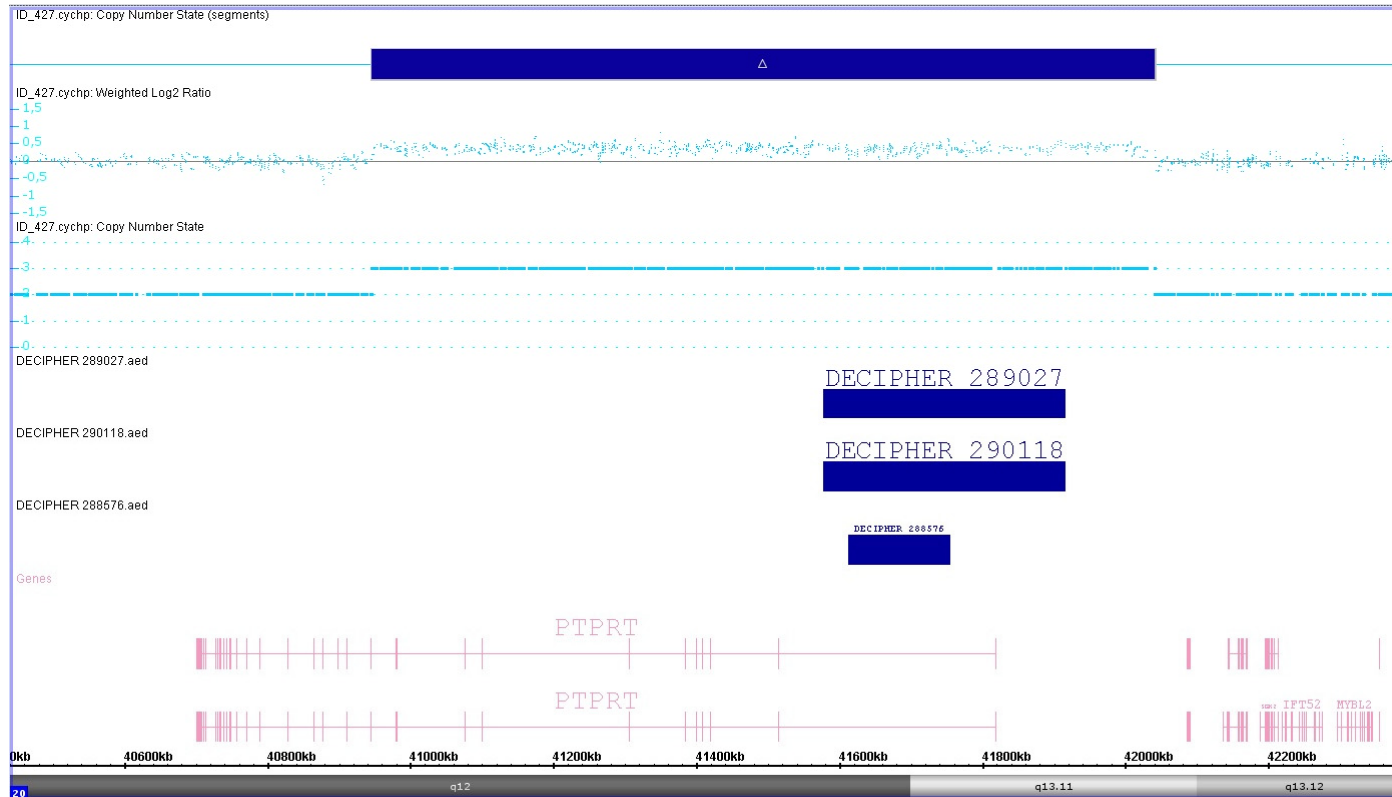 ID_427.cychp: Copy Number State (segments)
ID_427.cychp: Weighted Log2 Ratio
1,5
1
0,5
0
-0,5
-1
-1,5
ID_427.cychp: Copy Number State
4
3
2
1
0
DECIPHER 289027.aed
DECIPHER 289027
DECIPHER 290118.aed
DECIPHER 290118
DECIPHER 288576.aed
DECIPHER 288576
Genes
PTPRT
PTPRT
IFT52 MYBL2
0kb 40600kb 40800kb 41000kb 41200kb 41400kb 41600kb 41800kb 42000kb 42200kb
q12 q13.11 q13.12
20